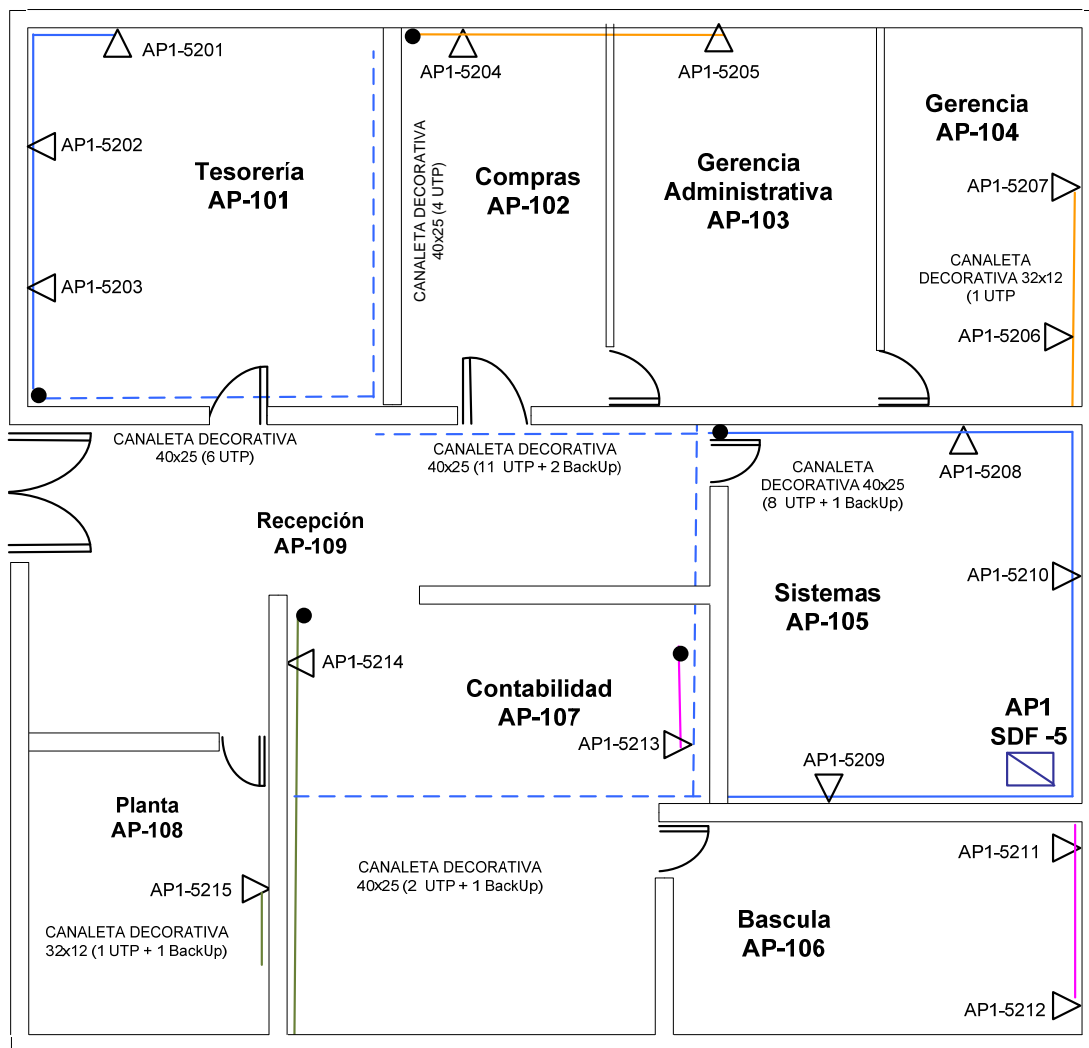 AP1-5201
AP1-5202
AP1-5203
Tesorería
AP-101
AP1-5204
CANALETA DECORATIVA
40x25 (4 UTP)
Compras
AP-102
AP1-5205
Gerencia
Administrativa
AP-103
Gerencia
AP-104
AP1-5207
CANALETA
DECORATIVA 32x12
(1 UTP
AP1-5206
CANALETA DECORATIVA
40x25 (6 UTP)
CANALETA DECORATIVA
40x25 (11 UTP + 2 BackUp)
CANALETA
DECORATIVA 40x25
(8 UTP + 1 BackUp)
AP1-5208
Recepción
AP-109
AP1-5210
Sistemas
AP-105
AP1-5214
Contabilidad
AP-107
AP1-5213
AP1
SDF -5
AP1-5209
Planta
AP-108
AP1-5215
CANALETA DECORATIVA
32x12 (1 UTP + 1 BackUp)
CANALETA DECORATIVA
40x25 (2 UTP + 1 BackUp)
AP1-5211
Bascula
AP-106
AP1-5212